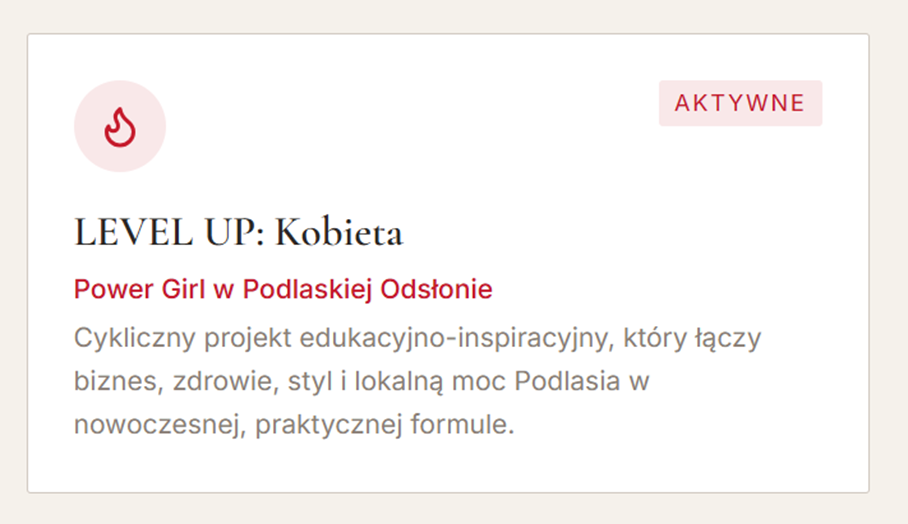 AKTYWNE
LEVEL UP: Kobieta
Power Girl w Podlaskiej Odsłonie
Cykliczny projekt edukacyjno-inspiracyjny, który łączy
biznes, zdrowie, styl i lokalną moc Podlasia w
nowoczesnej, praktycznej formule.